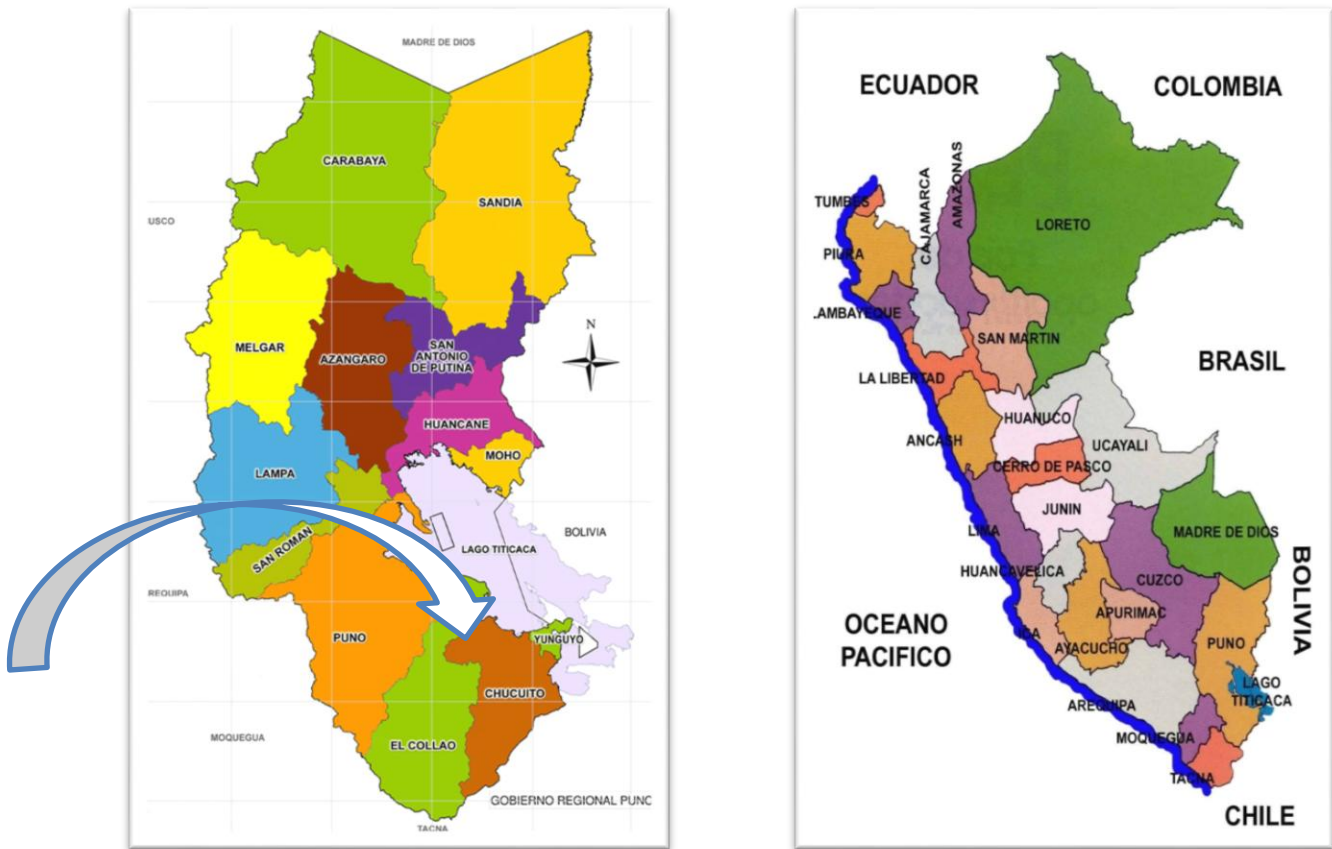 MADRE DE DIOS
CARABAYA
SANDIA
USCO
MELGAR
AZANGARO
SAN
ANTONIO
DE PUTINA
N
HUANCANE
MOHO
LAMPA
SAN ROMAN
LAGO TITICACA
BOLIVIA
REQUIPA
PUNO
YUNGUYO
CHUCUITO
MOQUEGUA
EL COLLAO
GOBIERNO REGIONAL PUNO
TACNA
ECUADOR
COLOMBIA
TUMBES
CAJAMARCA
AMAZONAS
LORETO
PIURA
LAMBAYEQUE
SAN MARTIN
BRASIL
LA LIBERTAD
HUANUCO
ANCASH
UCAYALI
CERRO DE PASCO
JUNIN
LIMA
MADRE DE DIOS
HUANCAVELICA
CUZCO
BOLIVIA
APURIMAC
OCEANO
PACIFICO
ICA
AYACUCHO
PUNO
LAGO
TITICACA
AREQUIPA
MOQUEGUA
TACNA
CHILE